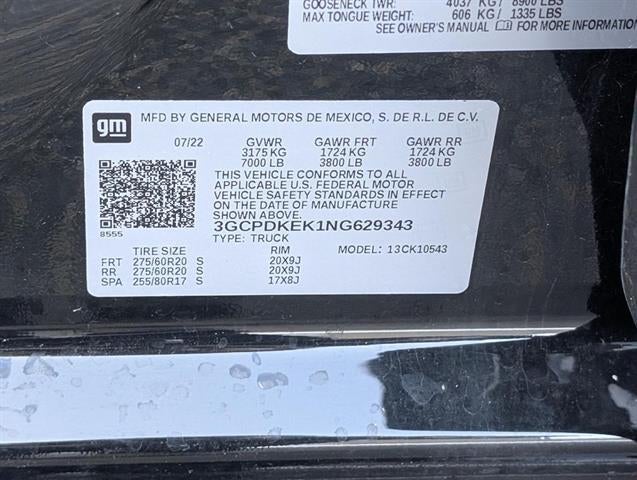 GOOSENECK TWR: 4037 KG / 8900 LBS
MAX TONGUE WEIGHT: 606 KG / 1335 LBS
SEE OWNER'S MANUAL FOR MORE INFORMATION
gm
MFD BY GENERAL MOTORS DE MEXICO, S. DE R.L. DE C.V.
07/22 GVWR GAWR FRT GAWR RR
3175 KG 1724 KG 1724 KG
7000 LB 3800 LB 3800 LB
THIS VEHICLE CONFORMS TO ALL
APPLICABLE U.S. FEDERAL MOTOR
VEHICLE SAFETY STANDARDS IN EFFECT
ON THE DATE OF MANUFACTURE
SHOWN ABOVE.
3GCPDKEK1NG629343
8555
TYPE: TRUCK
TIRE SIZE RIM MODEL: 13CK10543
FRT 275/60R20 S 20X9J
RR 275/60R20 S 20X9J
SPA 255/80R17 S 17X8J